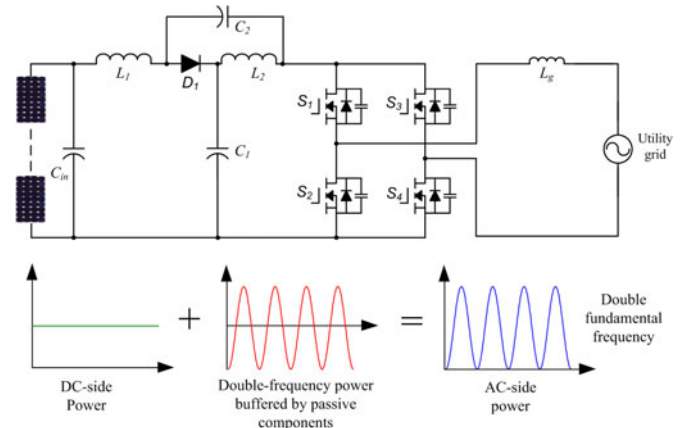 C2
L1
D1
L2
S1
S3
Lg
Cin
C1
S2
S4
Utility
grid
+
=
Double
fundamental
frequency
DC-side
Power
Double-frequency power
buffered by passive
components
AC-side
power